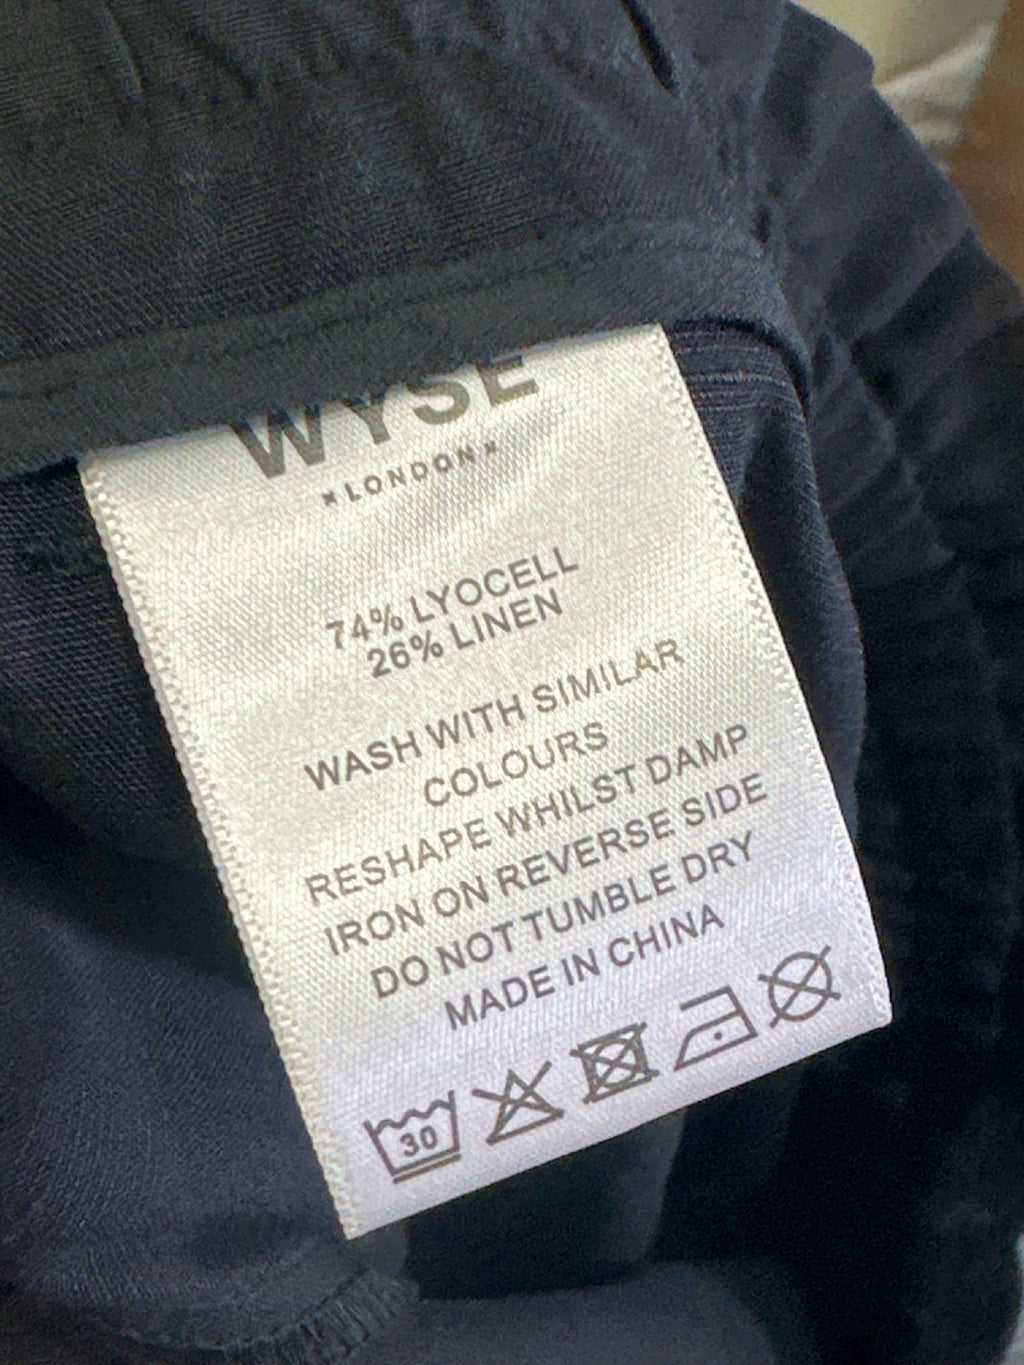 WYSE
×LONDON×
74% LYOCELL
26% LINEN
WASH WITH SIMILAR
COLOURS
RESHAPE WHILST DAMP
IRON ON REVERSE SIDE
DO NOT TUMBLE DRY
MADE IN CHINA
30